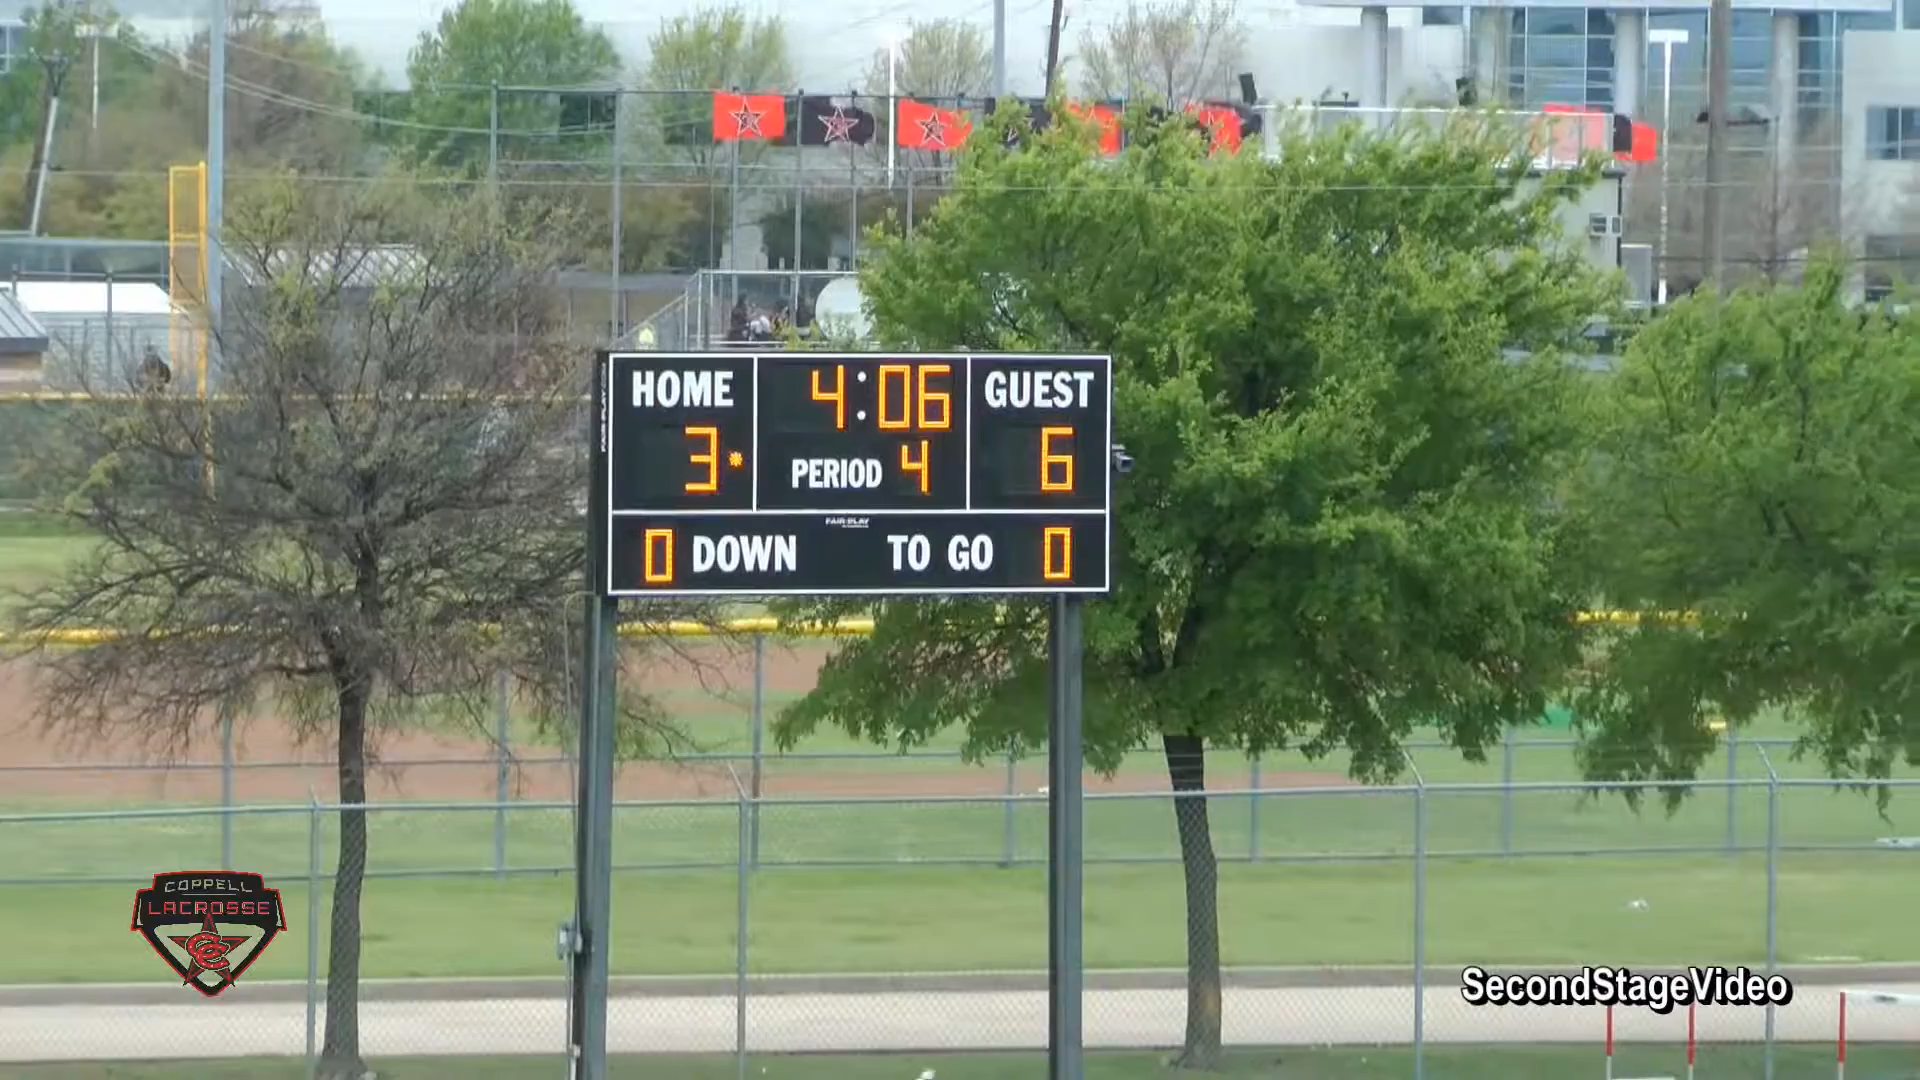 HOME 4:06 GUEST
3* PERIOD 4 6
FAIR-PLAY
0 DOWN TO GO 0
COPPELL
LACROSSE
SecondStageVideo